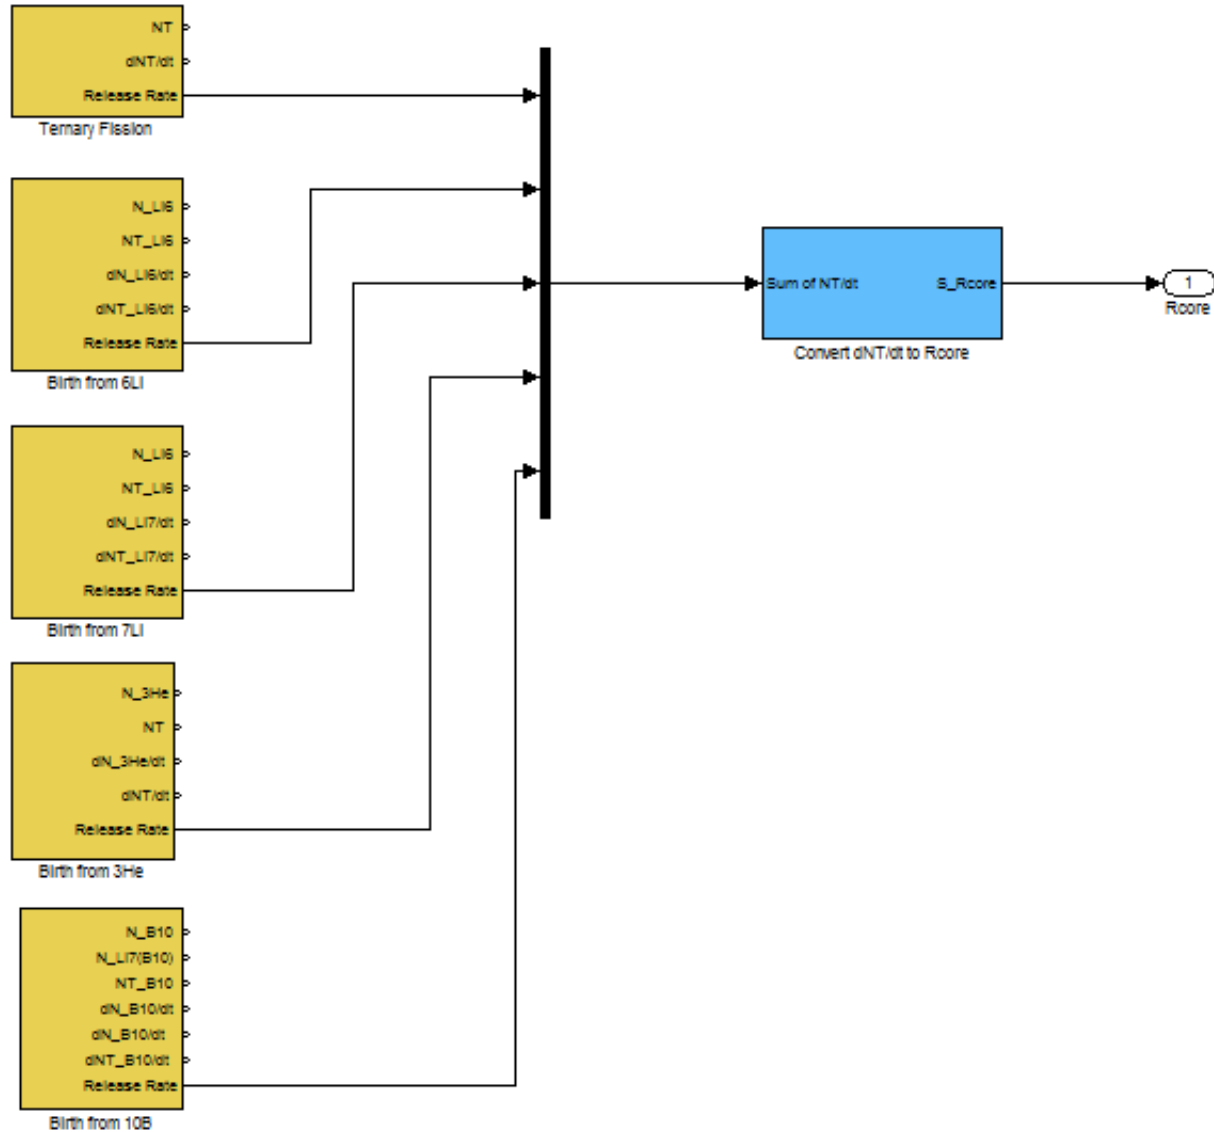 NT
dNT/dt
Release Rate
Ternary Fission
N_LI6
NT_LI6
dN_LI6/dt
dNT_LI6/dt
Release Rate
Birth from 6LI
N_LI6
NT_LI6
dN_LI7/dt
dNT_LI7/dt
Release Rate
Birth from 7LI
N_3He
NT
dN_3He/dt
dNT/dt
Release Rate
Birth from 3He
N_B10
N_LI7(B10)
NT_B10
dN_B10/dt
dN_B10/dt
dNT_B10/dt
Release Rate
Birth from 10B
Sum of NT/dt
S_Rcore
Convert dNT/dt to Rcore
1
Rcore